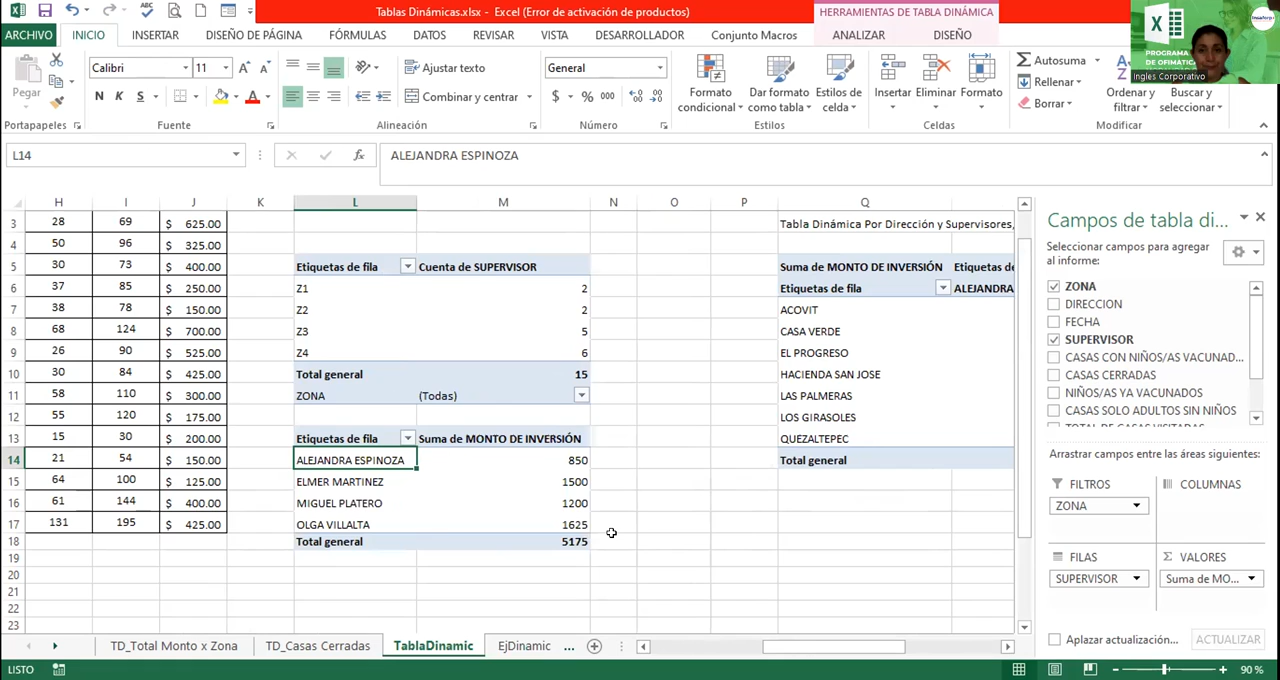 Tablas Dinámicas.xlsx - Excel (Error de activación de productos)
HERRAMIENTAS DE TABLA DINÁMICA
ARCHIVO INICIO INSERTAR DISEÑO DE PÁGINA FÓRMULAS DATOS REVISAR VISTA DESARROLLADOR Conjunto Macros ANALIZAR DISEÑO
PROGRAMA
DE OFIMÁTICA
Ingles Corporativo
Pegar
Calibri 11
N K S
Ajustar texto
Combinar y centrar
General
$ % 000
Formato condicional
Dar formato como tabla
Estilos de celda
Insertar Eliminar Formato
Autosuma
Rellenar
Borrar
Ordenar y filtrar
Buscar y seleccionar
Portapapeles Fuente Alineación Número Estilos Celdas Modificar
L14 fx ALEJANDRA ESPINOZA
H I J K L M N O P Q
3 28 69 $ 625.00 Tabla Dinámica Por Dirección y Supervisores,
4 50 96 $ 325.00
5 30 73 $ 400.00 Etiquetas de fila Cuenta de SUPERVISOR Suma de MONTO DE INVERSIÓN Etiquetas de
6 37 85 $ 250.00 Z1 2 Etiquetas de fila ALEJANDRA
7 38 78 $ 150.00 Z2 2 ACOVIT
8 68 124 $ 700.00 Z3 5 CASA VERDE
9 26 90 $ 525.00 Z4 6 EL PROGRESO
10 30 84 $ 425.00 Total general 15 HACIENDA SAN JOSE
11 58 110 $ 300.00 ZONA (Todas) LAS PALMERAS
12 55 120 $ 175.00 LOS GIRASOLES
13 15 30 $ 200.00 Etiquetas de fila Suma de MONTO DE INVERSIÓN QUEZALTEPEC
14 21 54 $ 150.00 ALEJANDRA ESPINOZA 850 Total general
15 64 100 $ 125.00 ELMER MARTINEZ 1500
16 61 144 $ 400.00 MIGUEL PLATERO 1200
17 131 195 $ 425.00 OLGA VILLALTA 1625
18 Total general 5175
19
20
21
22
23
Campos de tabla di...
Seleccionar campos para agregar
al informe:
ZONA
DIRECCION
FECHA
SUPERVISOR
CASAS CON NIÑOS/AS VACUNAD...
CASAS CERRADAS
NIÑOS/AS YA VACUNADOS
CASAS SOLO ADULTOS SIN NIÑOS
TOTAL DE CASAS VISITADAS
Arrastrar campos entre las áreas siguientes:
FILTROS COLUMNAS
ZONA
FILAS Σ VALORES
SUPERVISOR Suma de MO...
Aplazar actualización... ACTUALIZAR
TD_Total Monto x Zona TD_Casas Cerradas TablaDinamic EjDinamic ...
LISTO 90 %